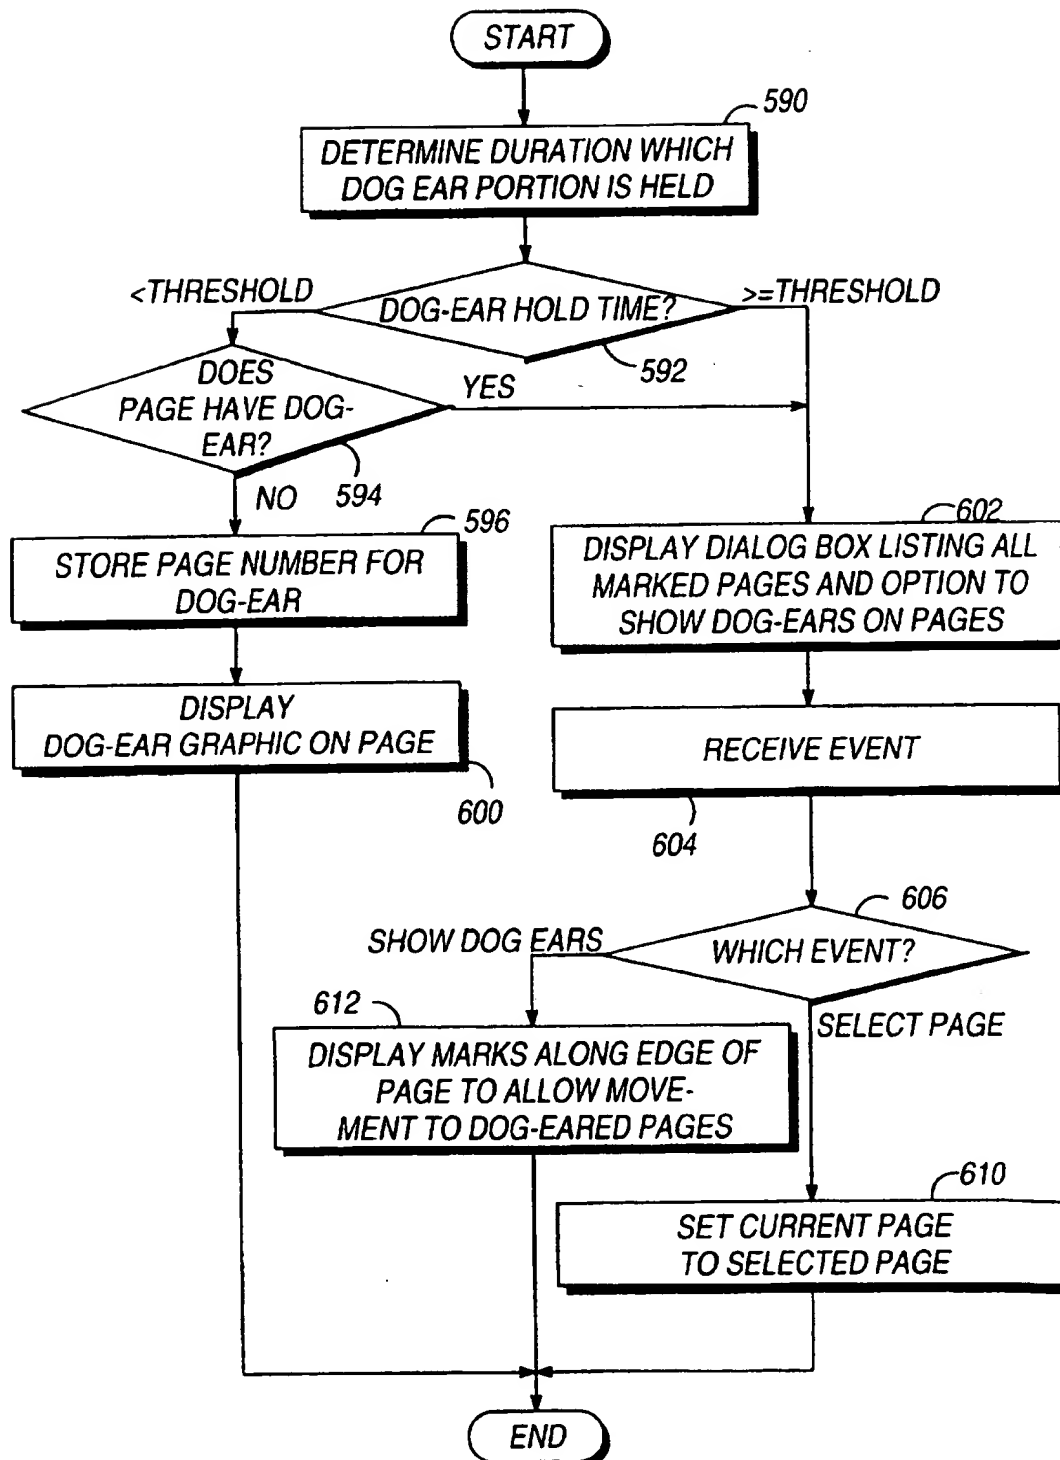 START
590
DETERMINE DURATION WHICH
DOG EAR PORTION IS HELD
<THRESHOLD
DOG-EAR HOLD TIME?
>=THRESHOLD
592
DOES
PAGE HAVE DOG-
EAR?
YES
594
NO
596
STORE PAGE NUMBER FOR
DOG-EAR
602
DISPLAY DIALOG BOX LISTING ALL
MARKED PAGES AND OPTION TO
SHOW DOG-EARS ON PAGES
DISPLAY
DOG-EAR GRAPHIC ON PAGE
600
RECEIVE EVENT
604
606
SHOW DOG EARS
WHICH EVENT?
612
SELECT PAGE
DISPLAY MARKS ALONG EDGE OF
PAGE TO ALLOW MOVE-
MENT TO DOG-EARED PAGES
610
SET CURRENT PAGE
TO SELECTED PAGE
END